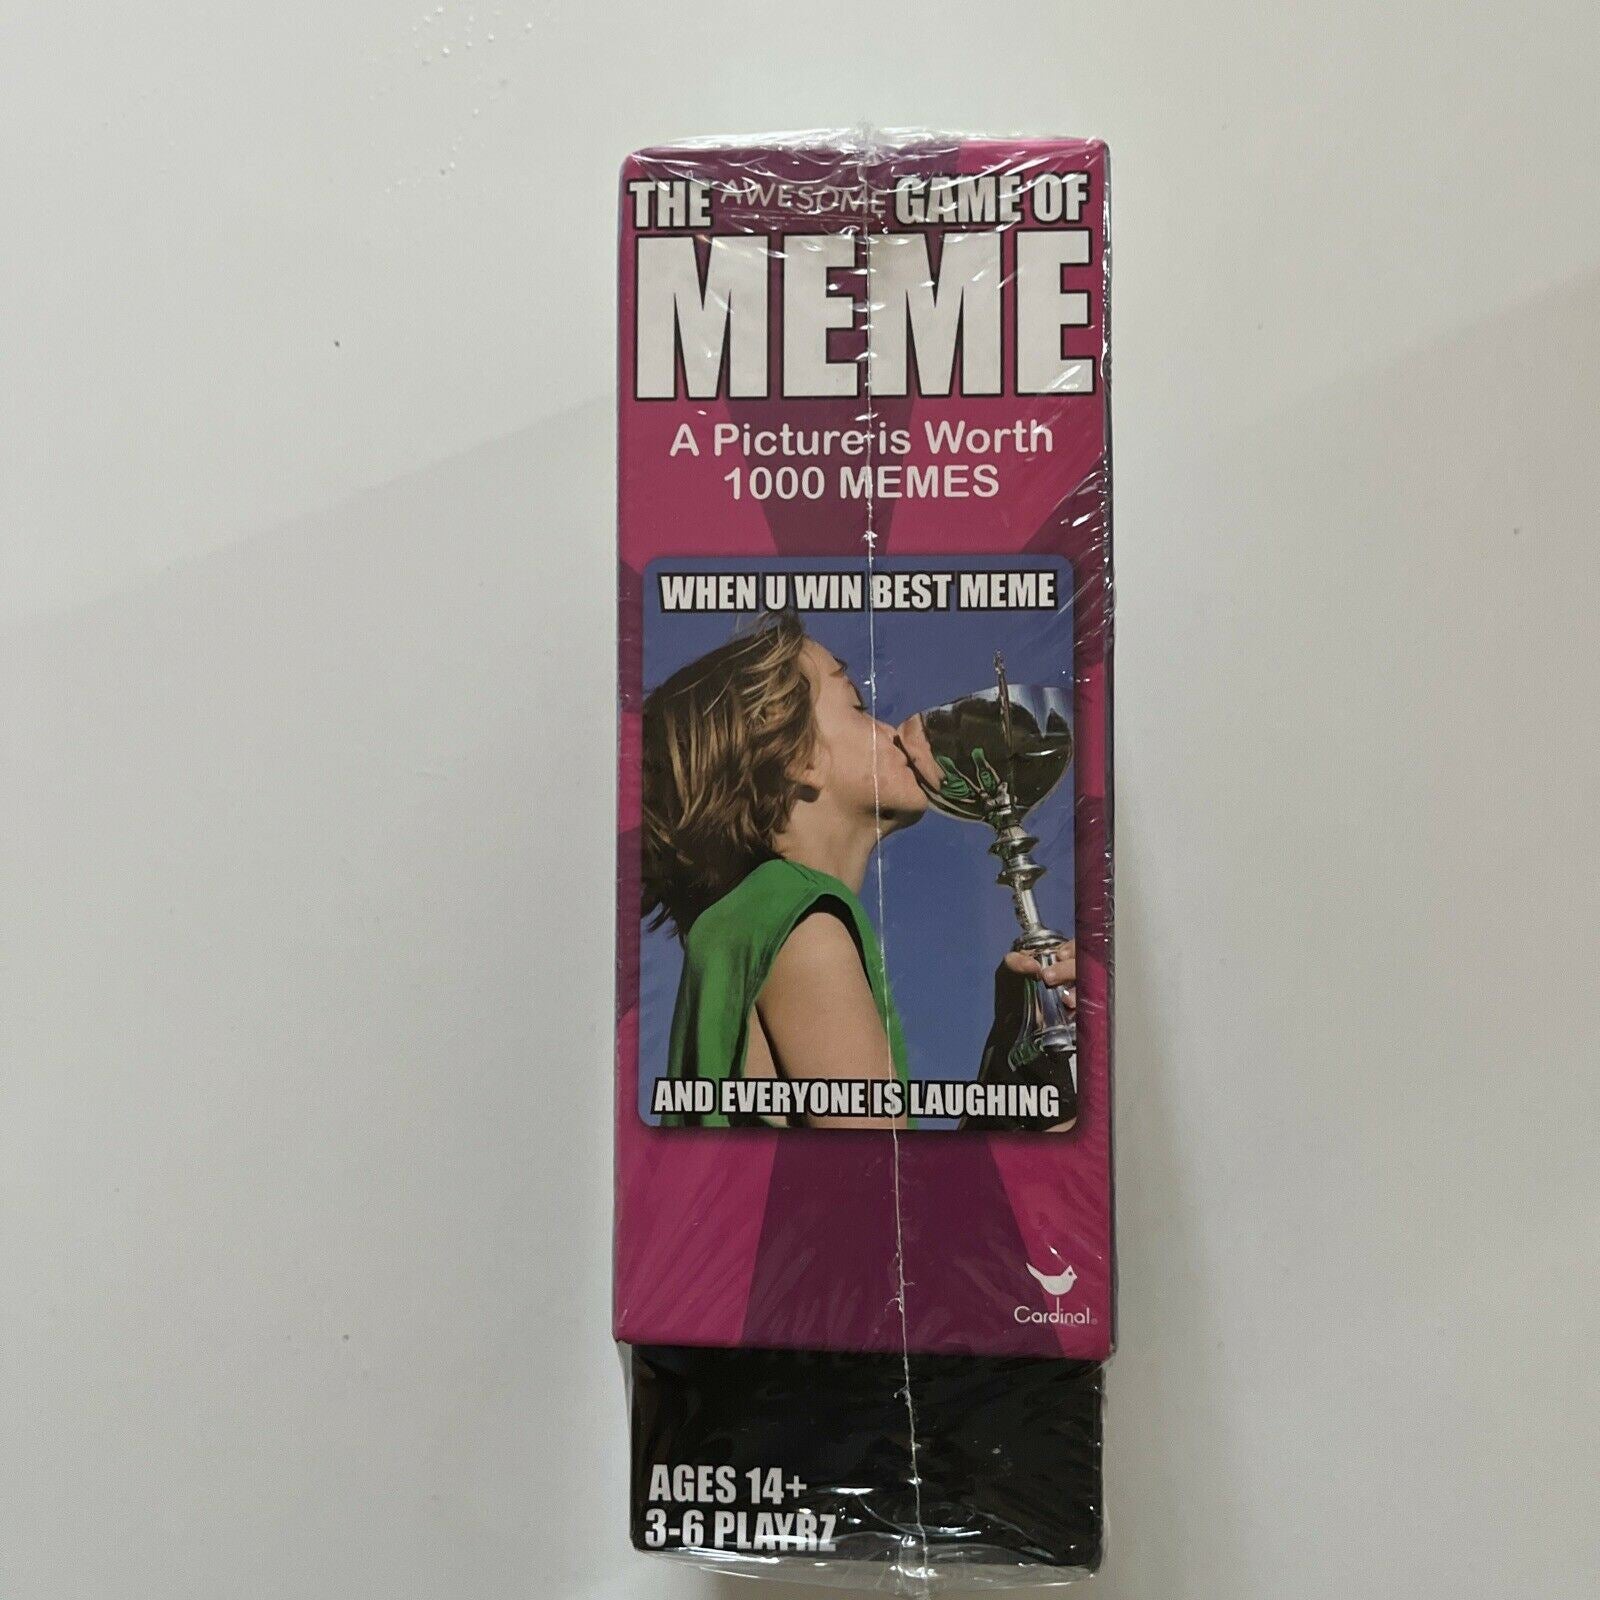 THE AWESOME GAME OF
MEME
A Picture is Worth
1000 MEMES
WHEN U WIN BEST MEME
AND EVERYONE IS LAUGHING
Cardinal®
AGES 14+
3-6 PLAYRZ